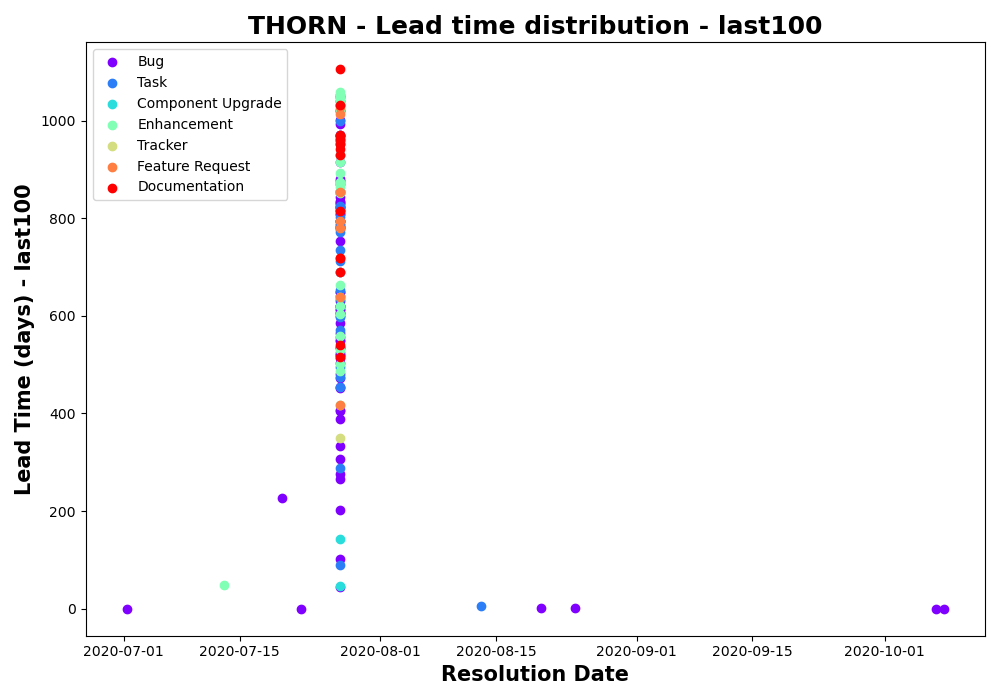 THORN - Lead time distribution - last100
Bug
Task
Component Upgrade
Enhancement
Tracker
Feature Request
Documentation
Lead Time (days) - last100
1000
800
600
400
200
0
2020-07-01
2020-07-15
2020-08-01
2020-08-15
2020-09-01
2020-09-15
2020-10-01
Resolution Date